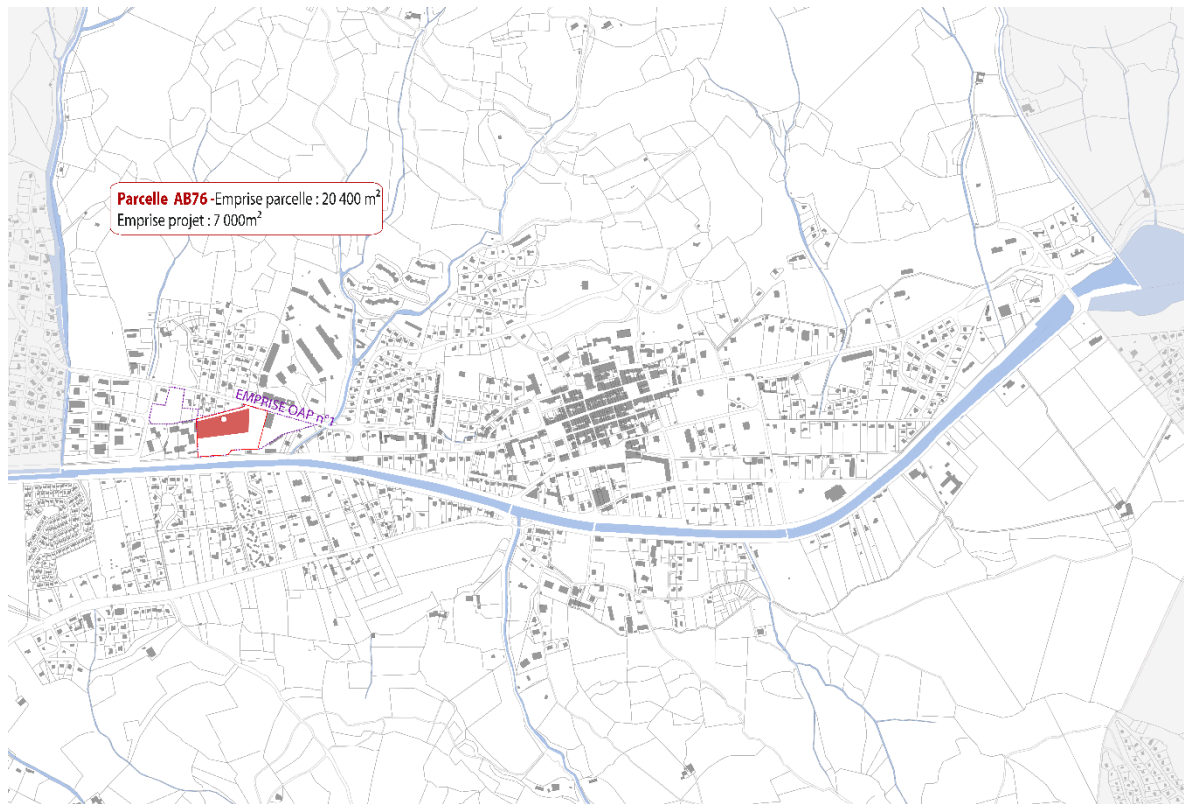 Parcelle AB76 -Emprise parcelle : 20 400 m²
Emprise projet : 7 000m²
EMPRISE OAP n°1